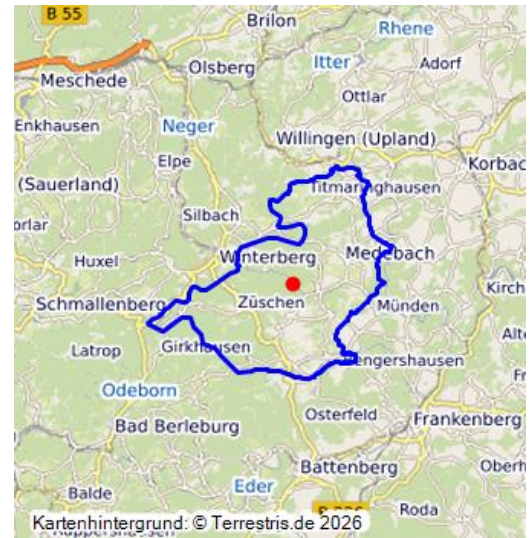 B 55
Brilon
Rhene
Meschede
Olsberg
Itter
Adorf
Ottlar
Enkhausen
Neger
Willingen (Upland)
Elpe
Korbac
(Sauerland)
Titmaringhausen
orlar
Silbach
Huxel
Winterberg
Medebach
Kirch
Schmallenberg
Züschen
Münden
Alte
Latrop
Girkhausen
Hengershausen
Fr
Odeborn
Osterfeld
Frankenberg
Bad Berleburg
Battenberg
Eder
Oberh
Balde
Roda
Kartenhintergrund: © Terrestris.de 2026